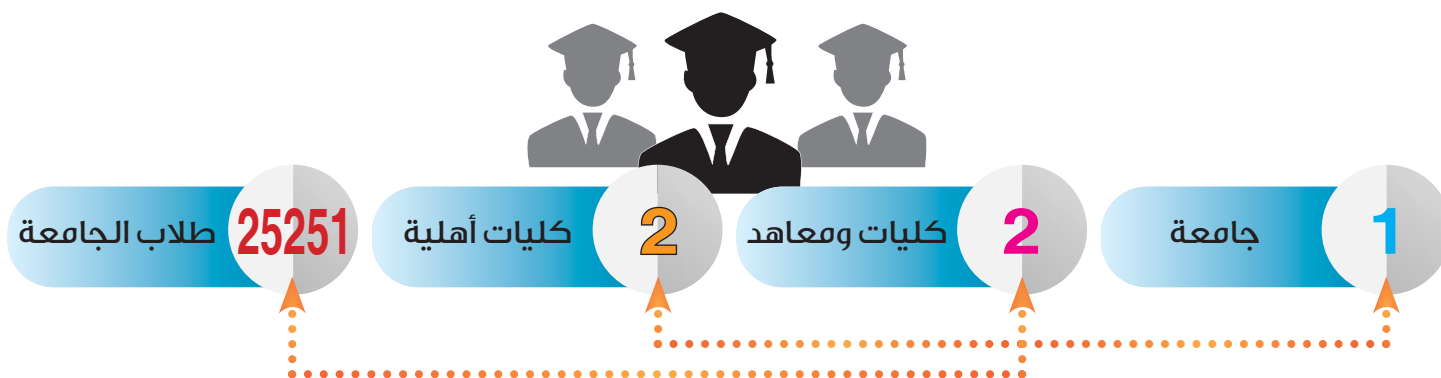 1 جامعة
2 كليات ومعاهد
2 كليات أهلية
25251 طلاب الجامعة